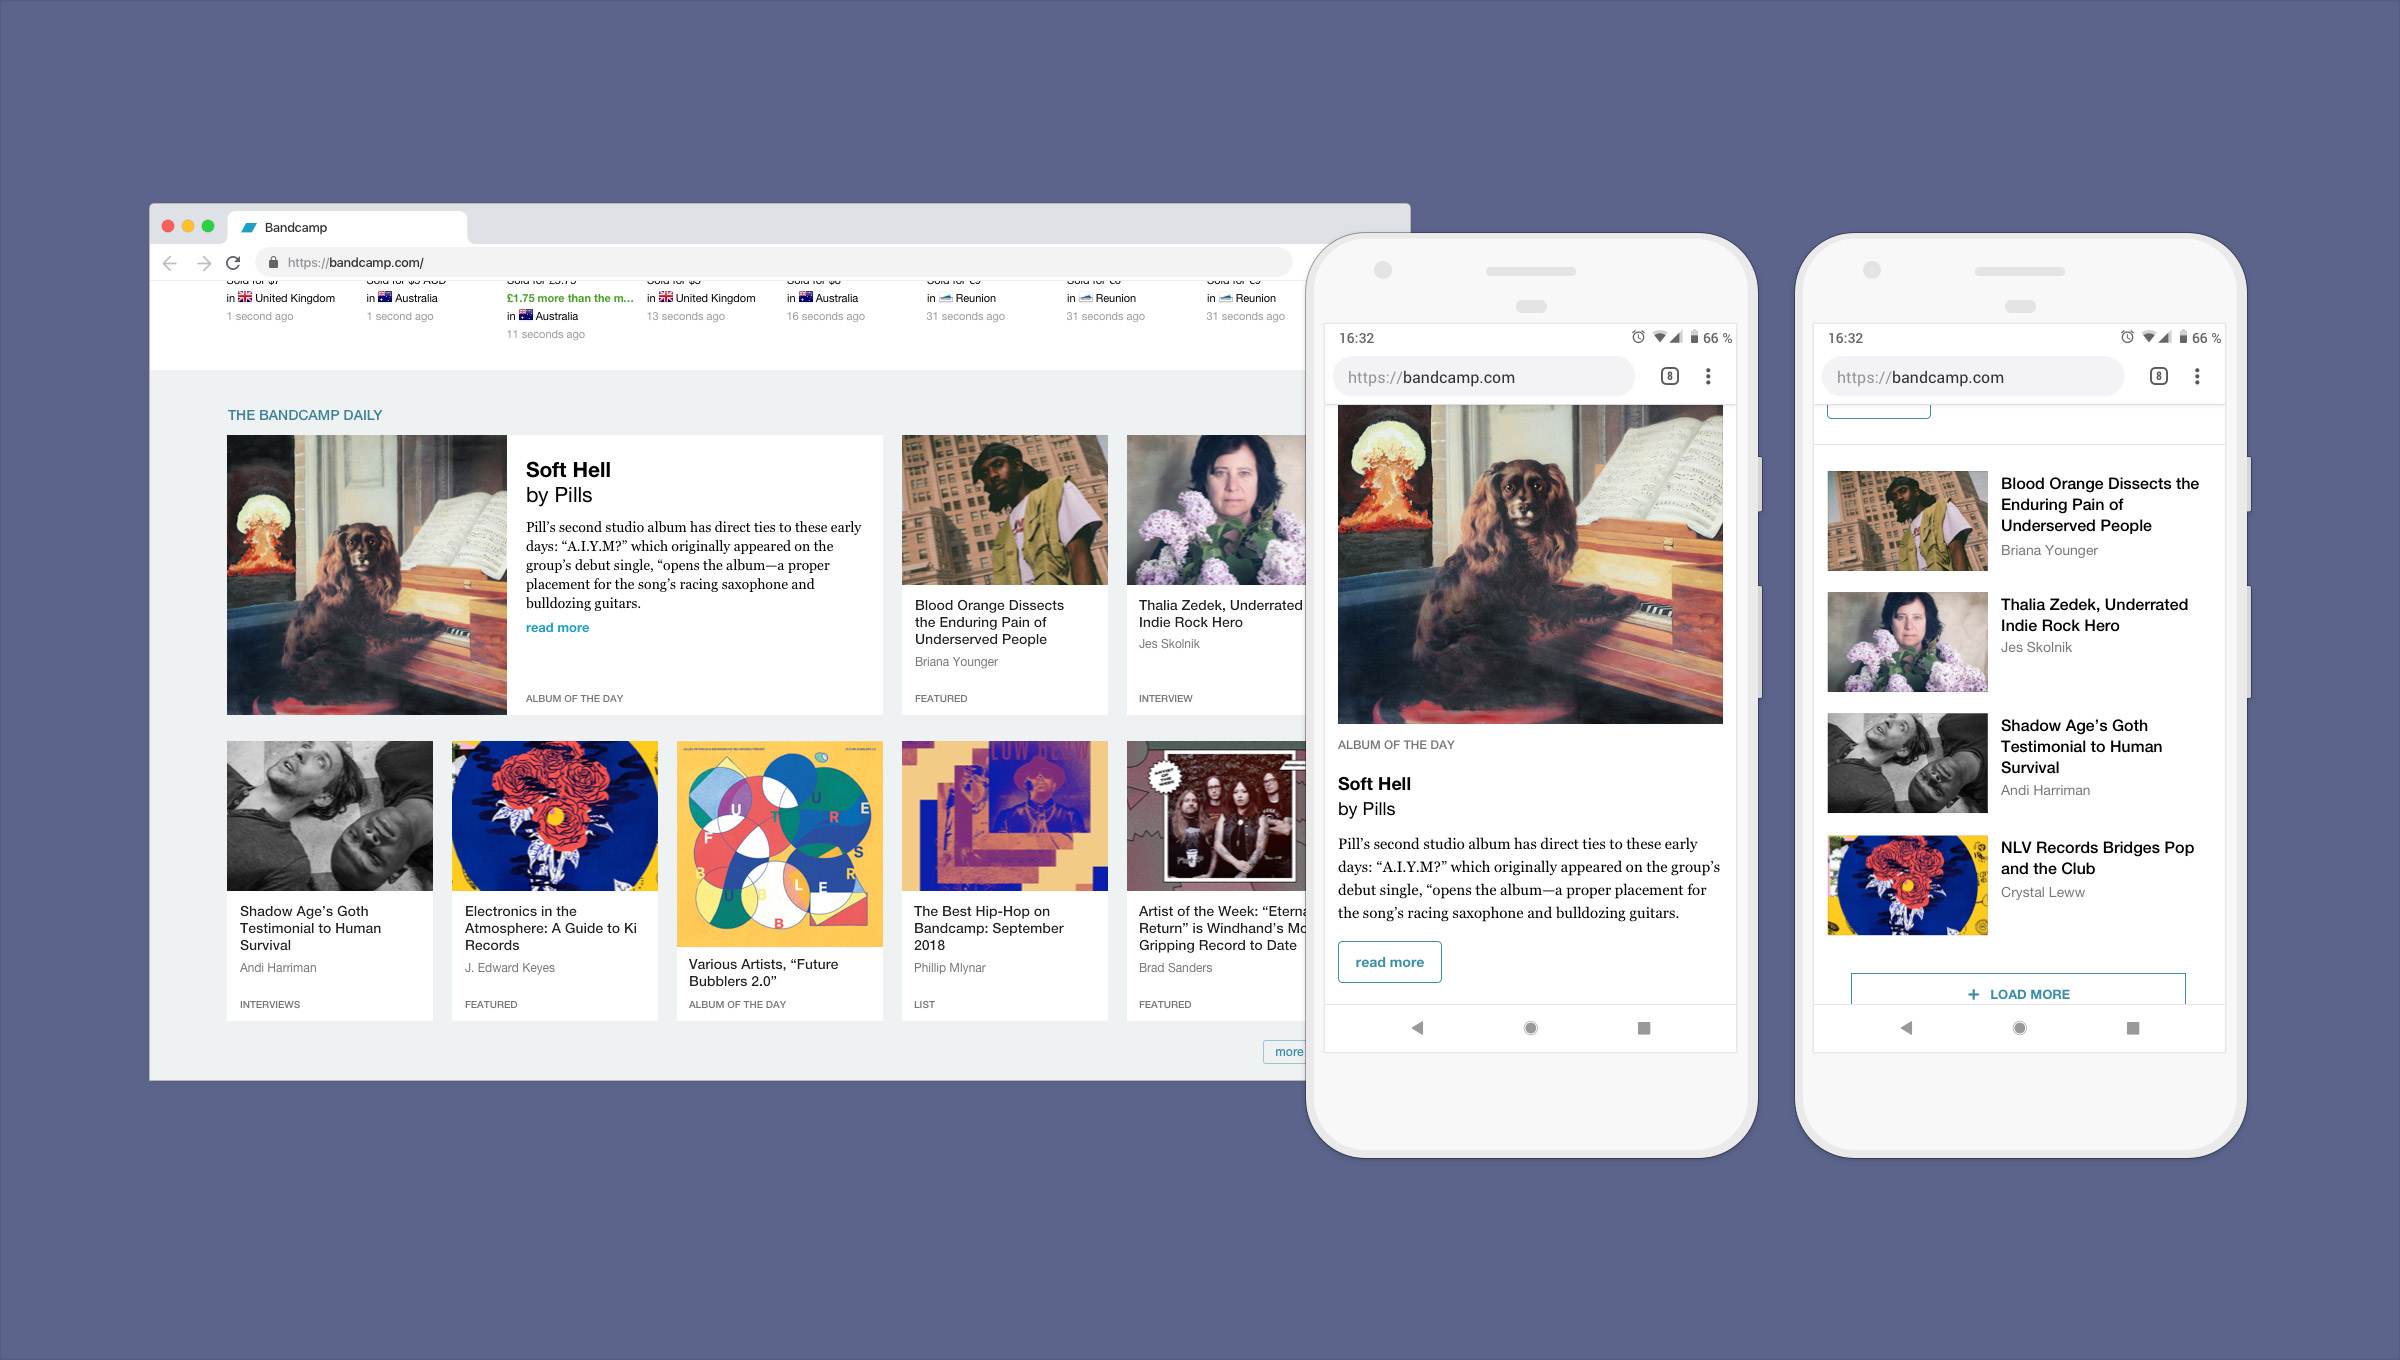 Bandcamp
https://bandcamp.com/
Sold for $7
Sold for $5 AUD
in United Kingdom
in Australia
£1.75 more than the m...
in United Kingdom
in Australia
in Reunion
in Reunion
in Reunion
1 second ago
1 second ago
in Australia
13 seconds ago
16 seconds ago
31 seconds ago
31 seconds ago
31 seconds ago
11 seconds ago
THE BANDCAMP DAILY
Soft Hell
by Pills
Pill’s second studio album has direct ties to these early
days: “A.I.Y.M?” which originally appeared on the
group’s debut single, “opens the album—a proper
placement for the song’s racing saxophone and
bulldozing guitars.
read more
ALBUM OF THE DAY
Blood Orange Dissects
the Enduring Pain of
Underserved People
Briana Younger
FEATURED
Thalia Zedek, Underrated
Indie Rock Hero
Jes Skolnik
INTERVIEW
Shadow Age’s Goth
Testimonial to Human
Survival
Andi Harriman
INTERVIEWS
Electronics in the
Atmosphere: A Guide to Ki
Records
J. Edward Keyes
FEATURED
FUTURE
BUBBLERS
Various Artists, “Future
Bubblers 2.0”
ALBUM OF THE DAY
The Best Hip-Hop on
Bandcamp: September
2018
Phillip Mlynar
LIST
Artist of the Week: “Eterna
Return” is Windhand’s Mo
Gripping Record to Date
Brad Sanders
FEATURED
more
16:32
66 %
https://bandcamp.com
8
ALBUM OF THE DAY
Soft Hell
by Pills
Pill’s second studio album has direct ties to these early
days: “A.I.Y.M?” which originally appeared on the group’s
debut single, “opens the album—a proper placement for
the song’s racing saxophone and bulldozing guitars.
read more
16:32
66 %
https://bandcamp.com
8
Blood Orange Dissects the
Enduring Pain of
Underserved People
Briana Younger
Thalia Zedek, Underrated
Indie Rock Hero
Jes Skolnik
Shadow Age’s Goth
Testimonial to Human
Survival
Andi Harriman
NLV Records Bridges Pop
and the Club
Crystal Leww
+ LOAD MORE